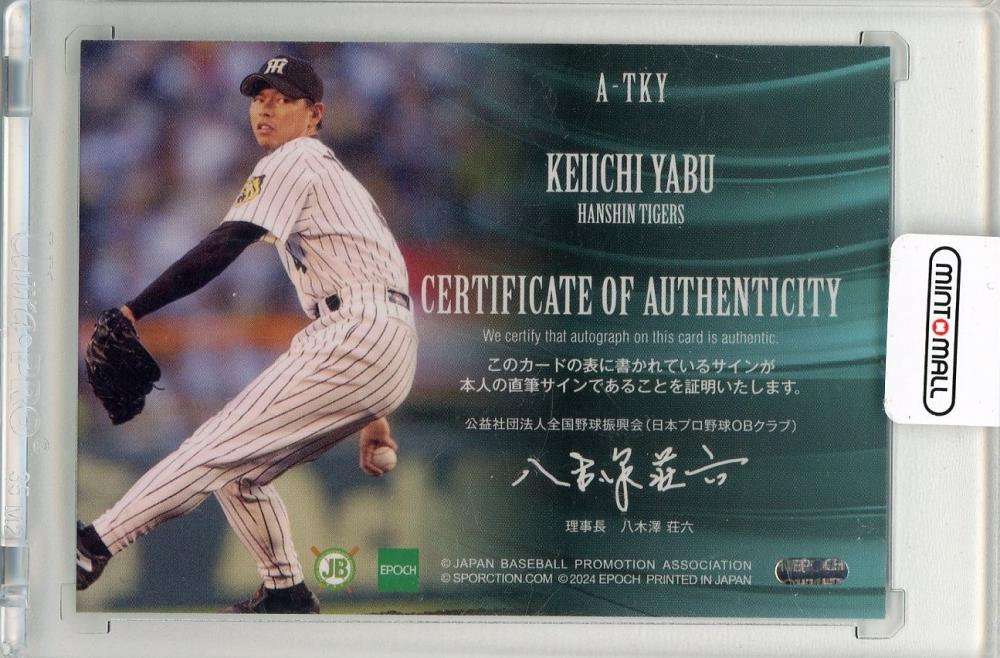 A-TKY
KEIICHI YABU
HANSHIN TIGERS
CERTIFICATE OF AUTHENTICITY
We certify that autograph on this card is authentic.
このカードの表に書かれているサインが
本人の直筆サインであることを証明いたします。
公益社団法人全国野球振興会(日本プロ野球OBクラブ)
八木澤荘六
理事長 八木澤 荘六
JB
EPOCH
© JAPAN BASEBALL PROMOTION ASSOCIATION
© SPORCTION.COM © 2024 EPOCH PRINTED IN JAPAN
MINT MALL